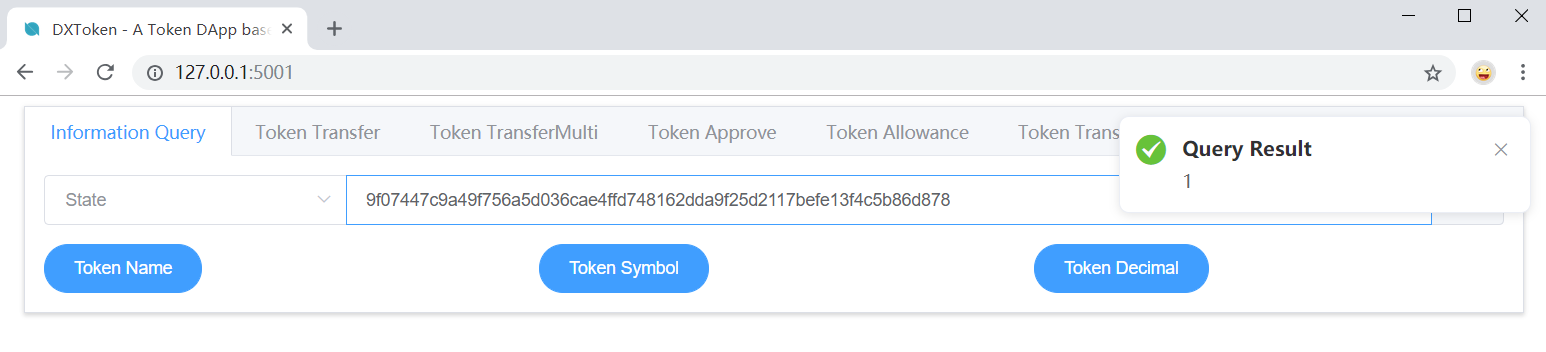 DXToken - A Token DApp base
127.0.0.1:5001
Information Query Token Transfer Token TransferMulti Token Approve Token Allowance Token Trans
Query Result
1
State 9f07447c9a49f756a5d036cae4ffd748162dda9f25d2117befe13f4c5b86d878
Token Name Token Symbol Token Decimal